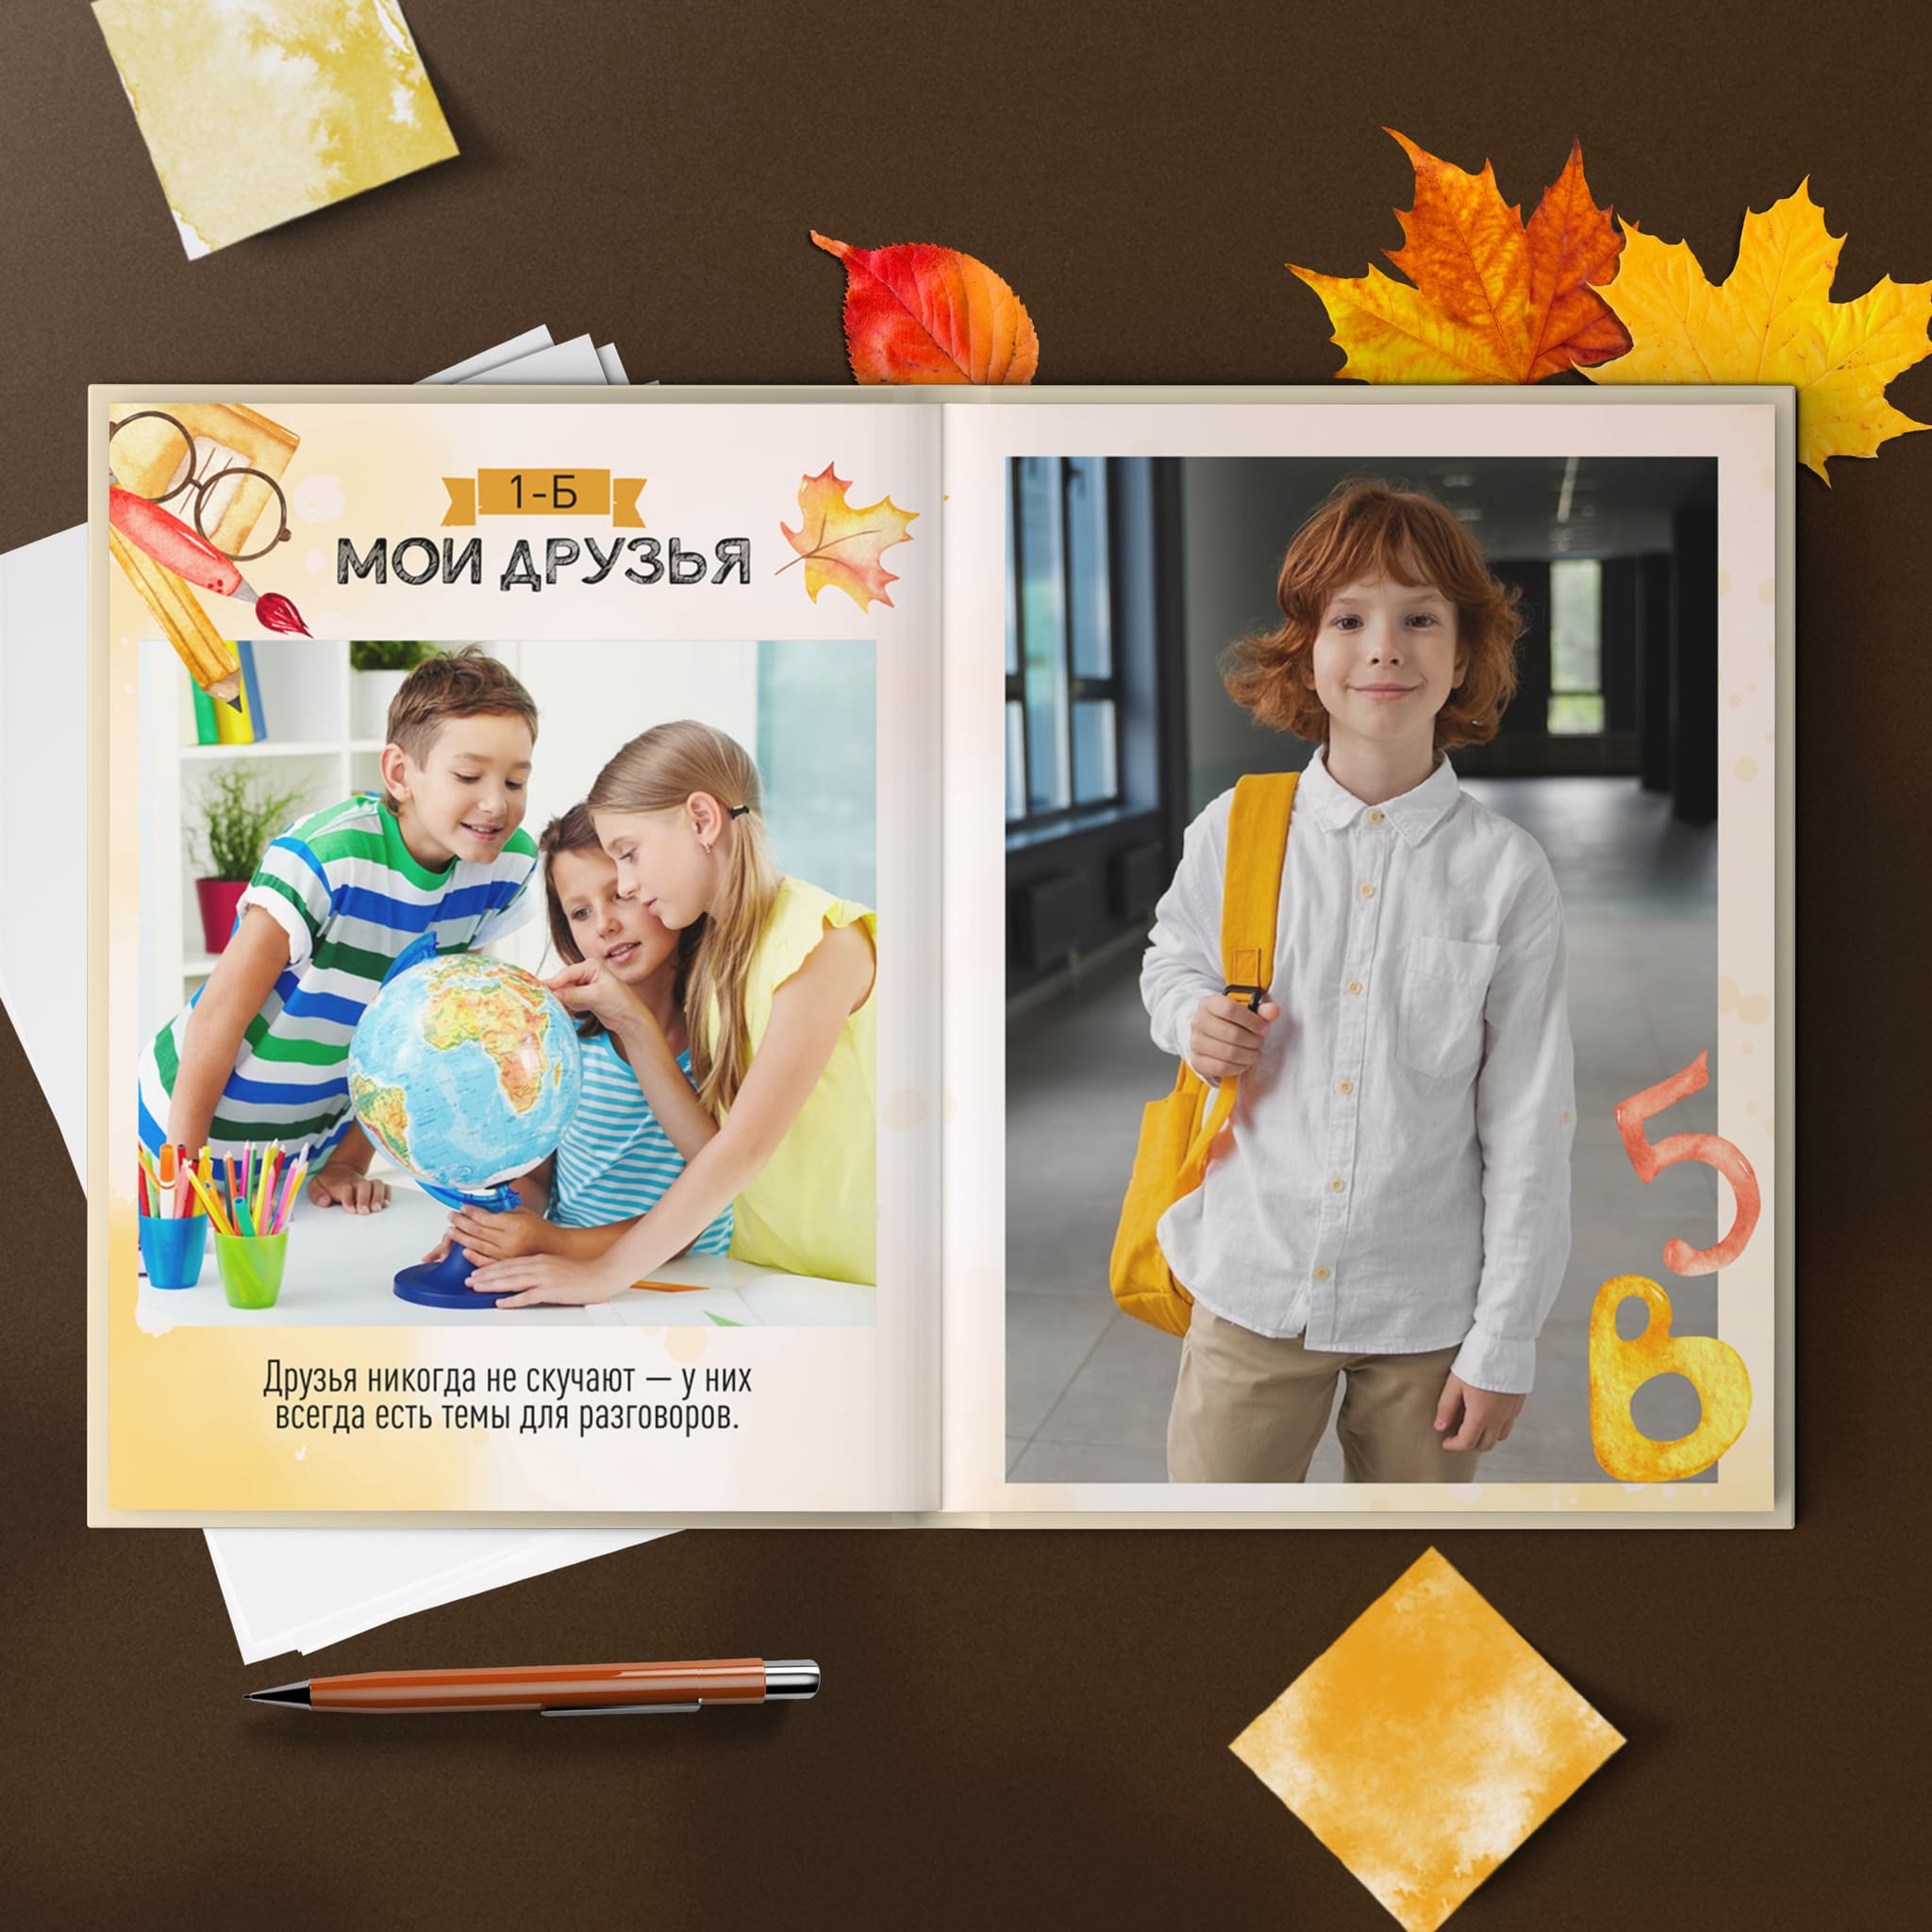 1-Б
МОИ ДРУЗЬЯ
Друзья никогда не скучают — у них
всегда есть темы для разговоров.
5
В